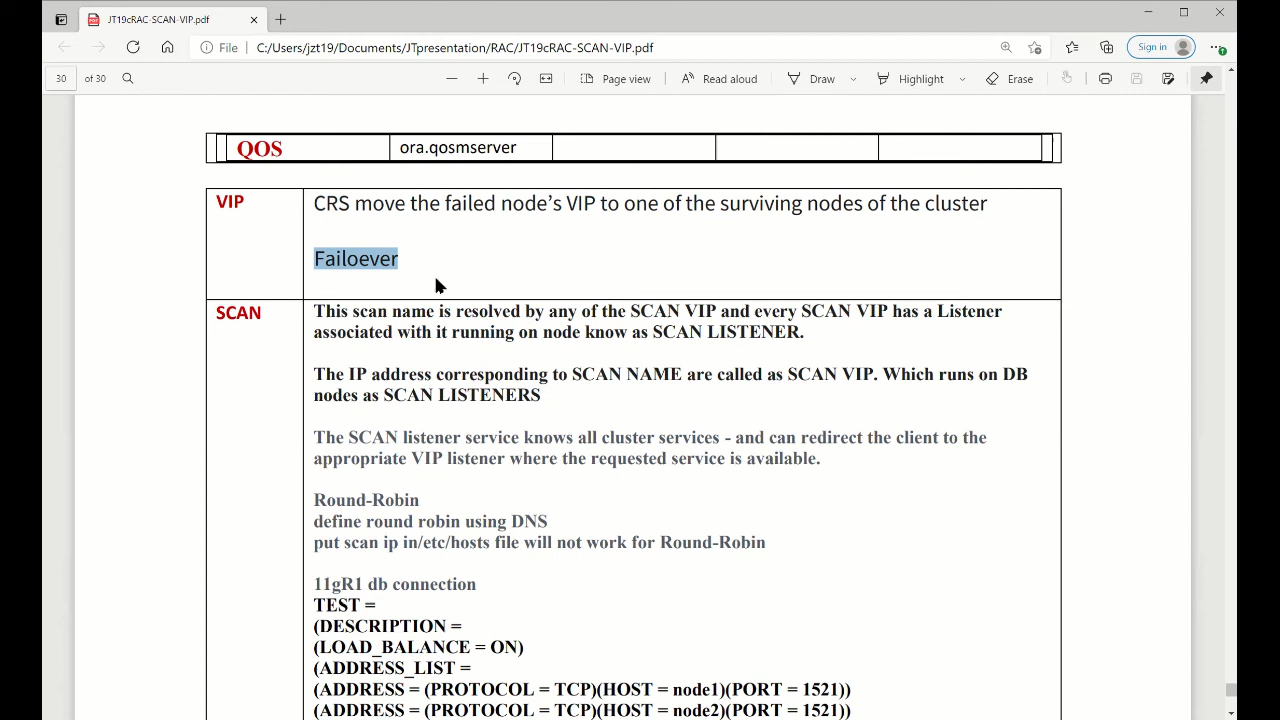 JT19cRAC-SCAN-VIP.pdf
File
C:/Users/jzt19/Documents/JTpresentation/RAC/JT19cRAC-SCAN-VIP.pdf
Sign in
30 of 30
Page view
Read aloud
Draw
Highlight
Erase
QOS ora.qosmserver
VIP CRS move the failed node’s VIP to one of the surviving nodes of the cluster
Failoever
SCAN This scan name is resolved by any of the SCAN VIP and every SCAN VIP has a Listener
associated with it running on node know as SCAN LISTENER.
The IP address corresponding to SCAN NAME are called as SCAN VIP. Which runs on DB
nodes as SCAN LISTENERS
The SCAN listener service knows all cluster services - and can redirect the client to the
appropriate VIP listener where the requested service is available.
Round-Robin
define round robin using DNS
put scan ip in/etc/hosts file will not work for Round-Robin
11gR1 db connection
TEST =
(DESCRIPTION =
(LOAD_BALANCE = ON)
(ADDRESS_LIST =
(ADDRESS = (PROTOCOL = TCP)(HOST = node1)(PORT = 1521))
(ADDRESS = (PROTOCOL = TCP)(HOST = node2)(PORT = 1521))